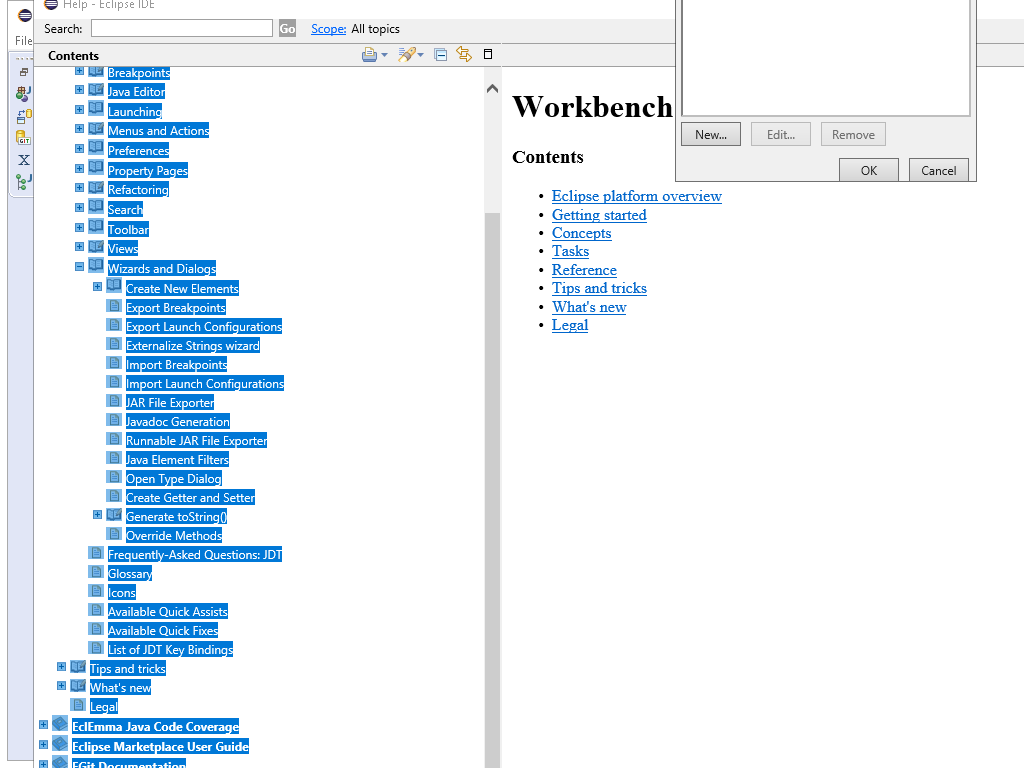 Help - Eclipse IDE
File
Search:
Go
Scope:
All topics
Contents
Breakpoints
Java Editor
Launching
Menus and Actions
Preferences
Property Pages
Refactoring
Search
Toolbar
Views
Wizards and Dialogs
Create New Elements
Export Breakpoints
Export Launch Configurations
Externalize Strings wizard
Import Breakpoints
Import Launch Configurations
JAR File Exporter
Javadoc Generation
Runnable JAR File Exporter
Java Element Filters
Open Type Dialog
Create Getter and Setter
Generate toString()
Override Methods
Frequently-Asked Questions: JDT
Glossary
Icons
Available Quick Assists
Available Quick Fixes
List of JDT Key Bindings
Tips and tricks
What's new
Legal
EclEmma Java Code Coverage
Eclipse Marketplace User Guide
EGit Documentation
Workbench
Contents
• Eclipse platform overview
• Getting started
• Concepts
• Tasks
• Reference
• Tips and tricks
• What's new
• Legal
New...
Edit...
Remove
OK
Cancel